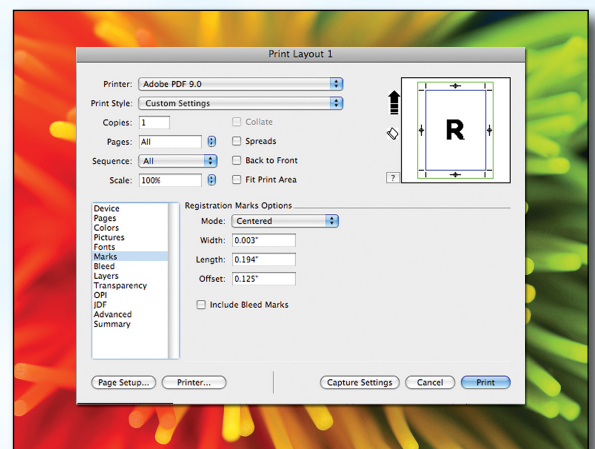 Print Layout 1
Printer: Adobe PDF 9.0
Print Style: Custom Settings
Copies: 1 Collate
Pages: All Spreads
Sequence: All Back to Front
Scale: 100% Fit Print Area
R
?
Device
Pages
Colors
Pictures
Fonts
Marks
Bleed
Layers
Transparency
OPI
JDF
Advanced
Summary
Registration Marks Options
Mode: Centered
Width: 0.003"
Length: 0.194"
Offset: 0.125"
Include Bleed Marks
Page Setup... Printer... Capture Settings Cancel Print